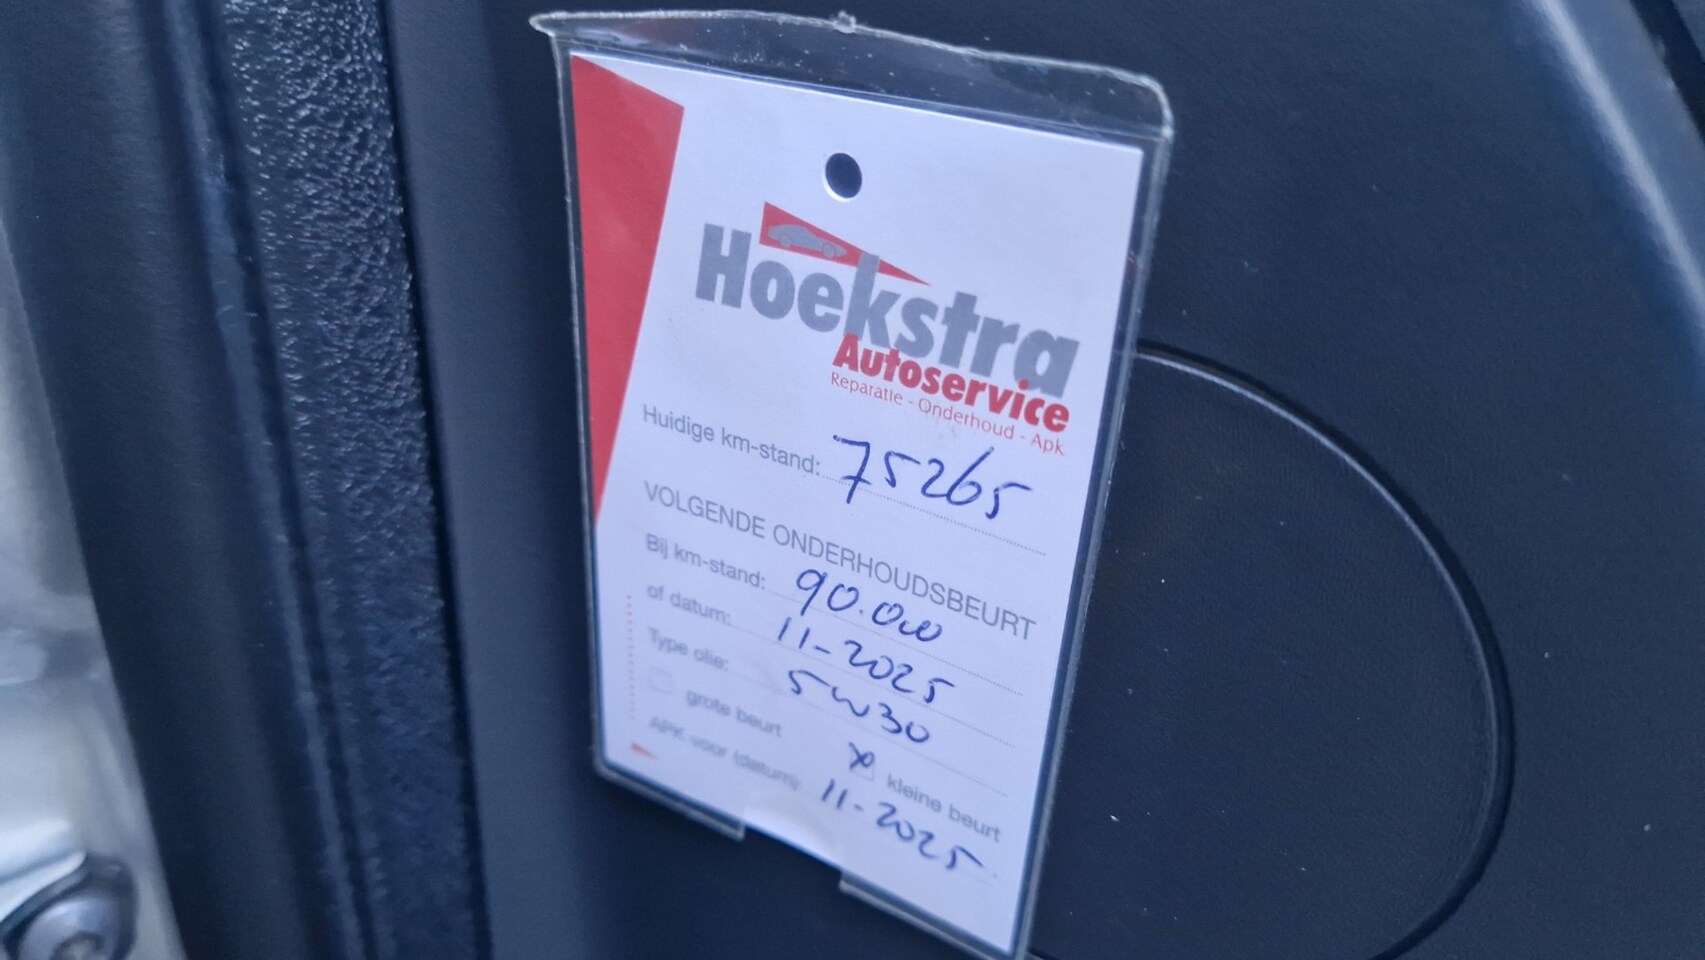 Hoekstra
Autoservice
Reparatie - Onderhoud - Apk
Huidige km-stand: 75265
VOLGENDE ONDERHOUDSBEURT
Bij km-stand: 90.000
of datum: 11-2025
Type olie: 5w30
grote beurt x kleine beurt
APK voor (datum): 11-2025.